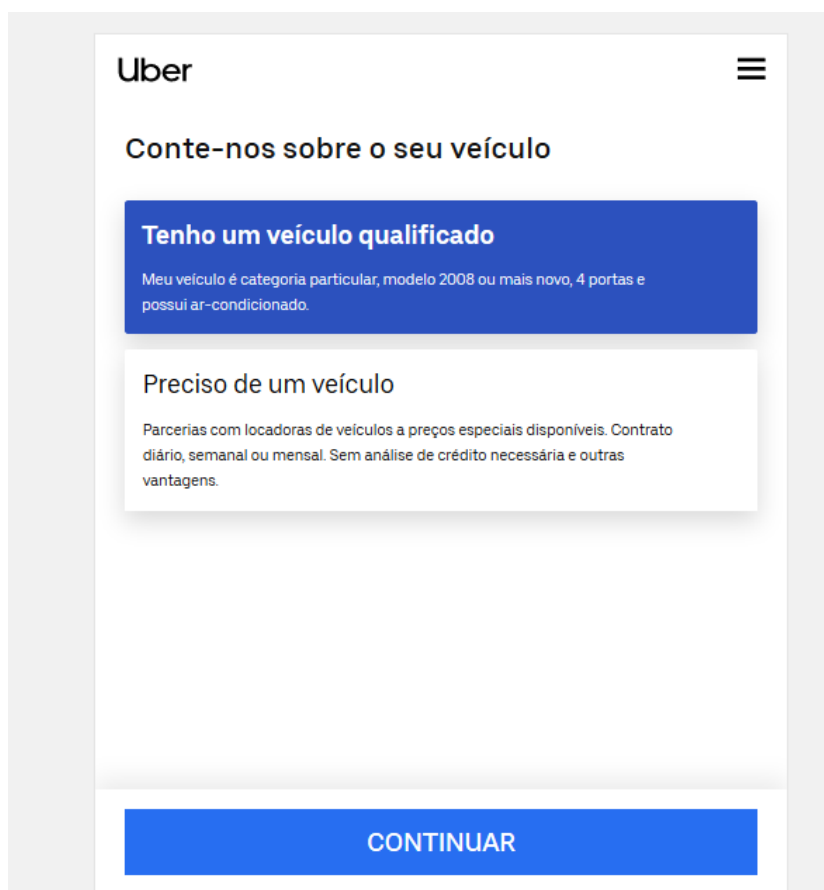 Uber
Conte-nos sobre o seu veículo
Tenho um veículo qualificado
Meu veículo é categoria particular, modelo 2008 ou mais novo, 4 portas e
possui ar-condicionado.
Preciso de um veículo
Parcerias com locadoras de veículos a preços especiais disponíveis. Contrato
diário, semanal ou mensal. Sem análise de crédito necessária e outras
vantagens.
CONTINUAR